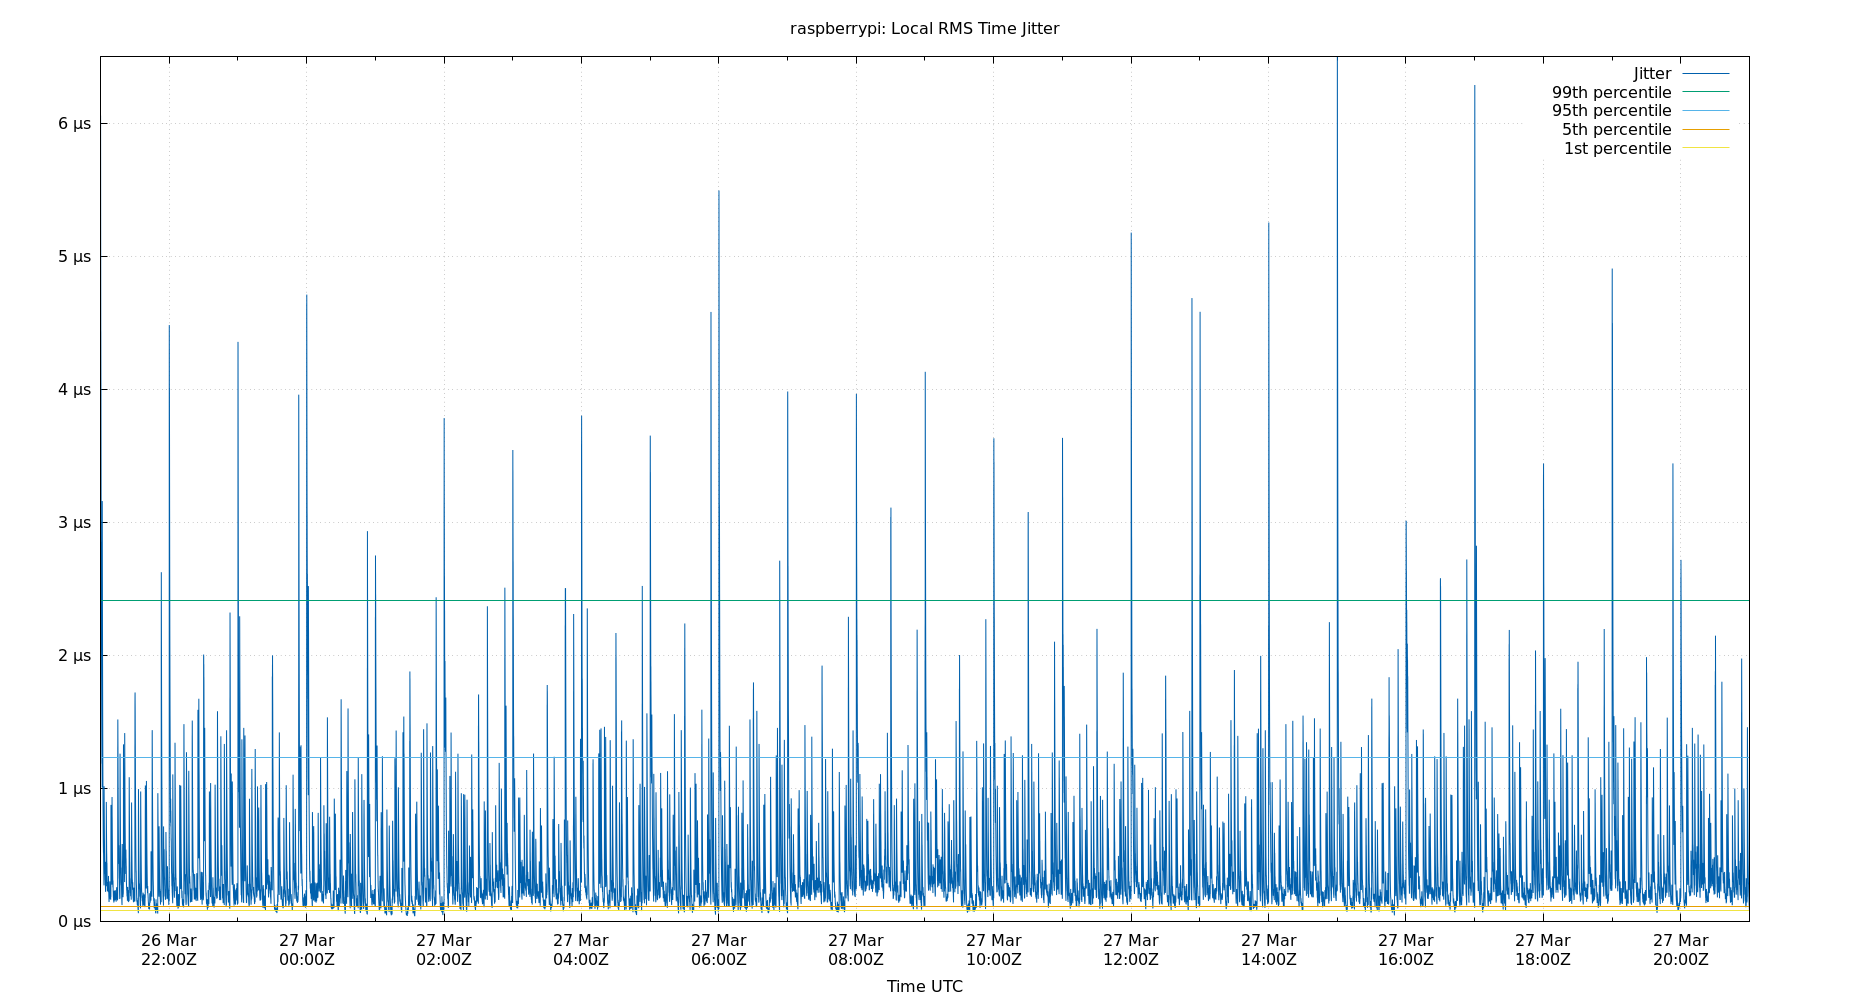 raspberrypi: Local RMS Time Jitter
Jitter
99th percentile
95th percentile
5th percentile
1st percentile
6 µs
5 µs
4 µs
3 µs
2 µs
1 µs
0 µs
26 Mar 27 Mar 27 Mar 27 Mar 27 Mar 27 Mar 27 Mar 27 Mar 27 Mar 27 Mar 27 Mar 27 Mar
22:00Z 00:00Z 02:00Z 04:00Z 06:00Z 08:00Z 10:00Z 12:00Z 14:00Z 16:00Z 18:00Z 20:00Z
Time UTC